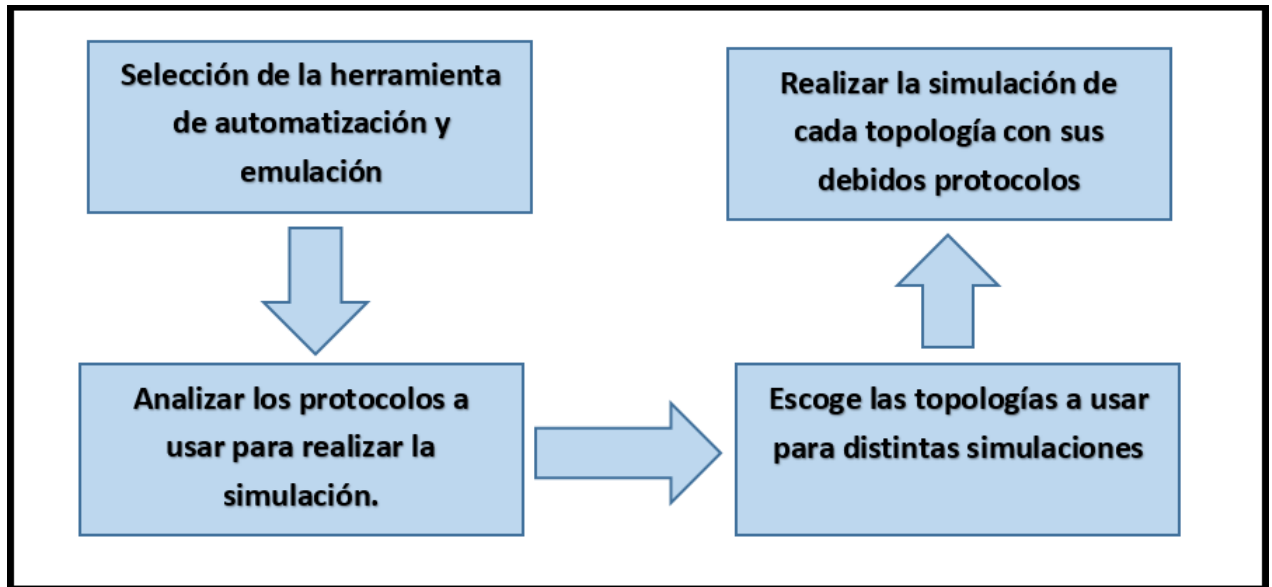 Selección de la herramienta
de automatización y
emulación
Analizar los protocolos a
usar para realizar la
simulación.
Escoge las topologías a usar
para distintas simulaciones
Realizar la simulación de
cada topología con sus
debidos protocolos